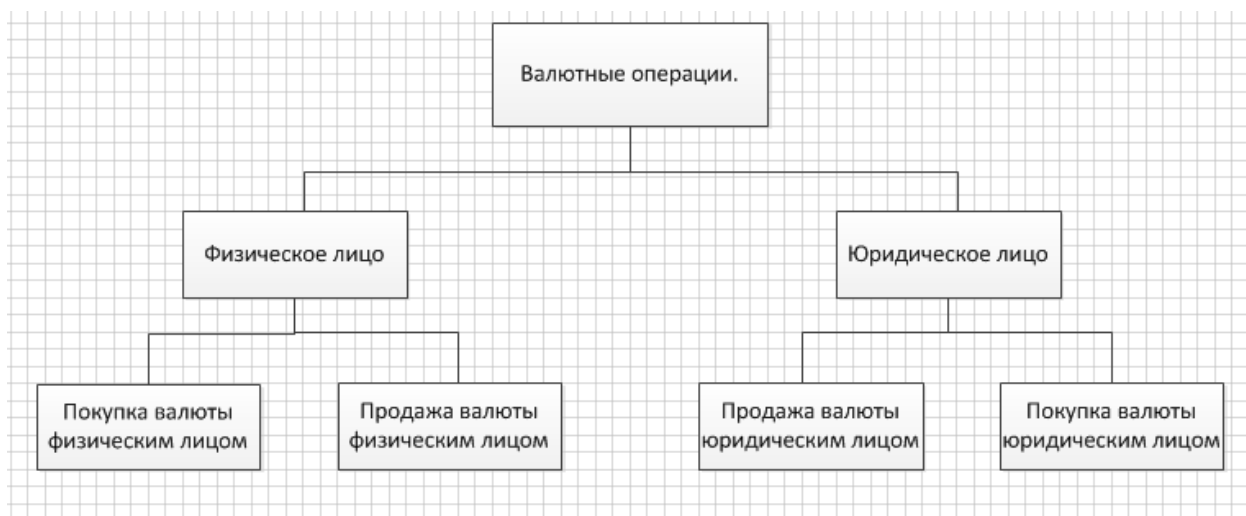 Валютные операции.
Физическое лицо
Юридическое лицо
Покупка валюты
физическим лицом
Продажа валюты
физическим лицом
Продажа валюты
юридическим лицом
Покупка валюты
юридическим лицом